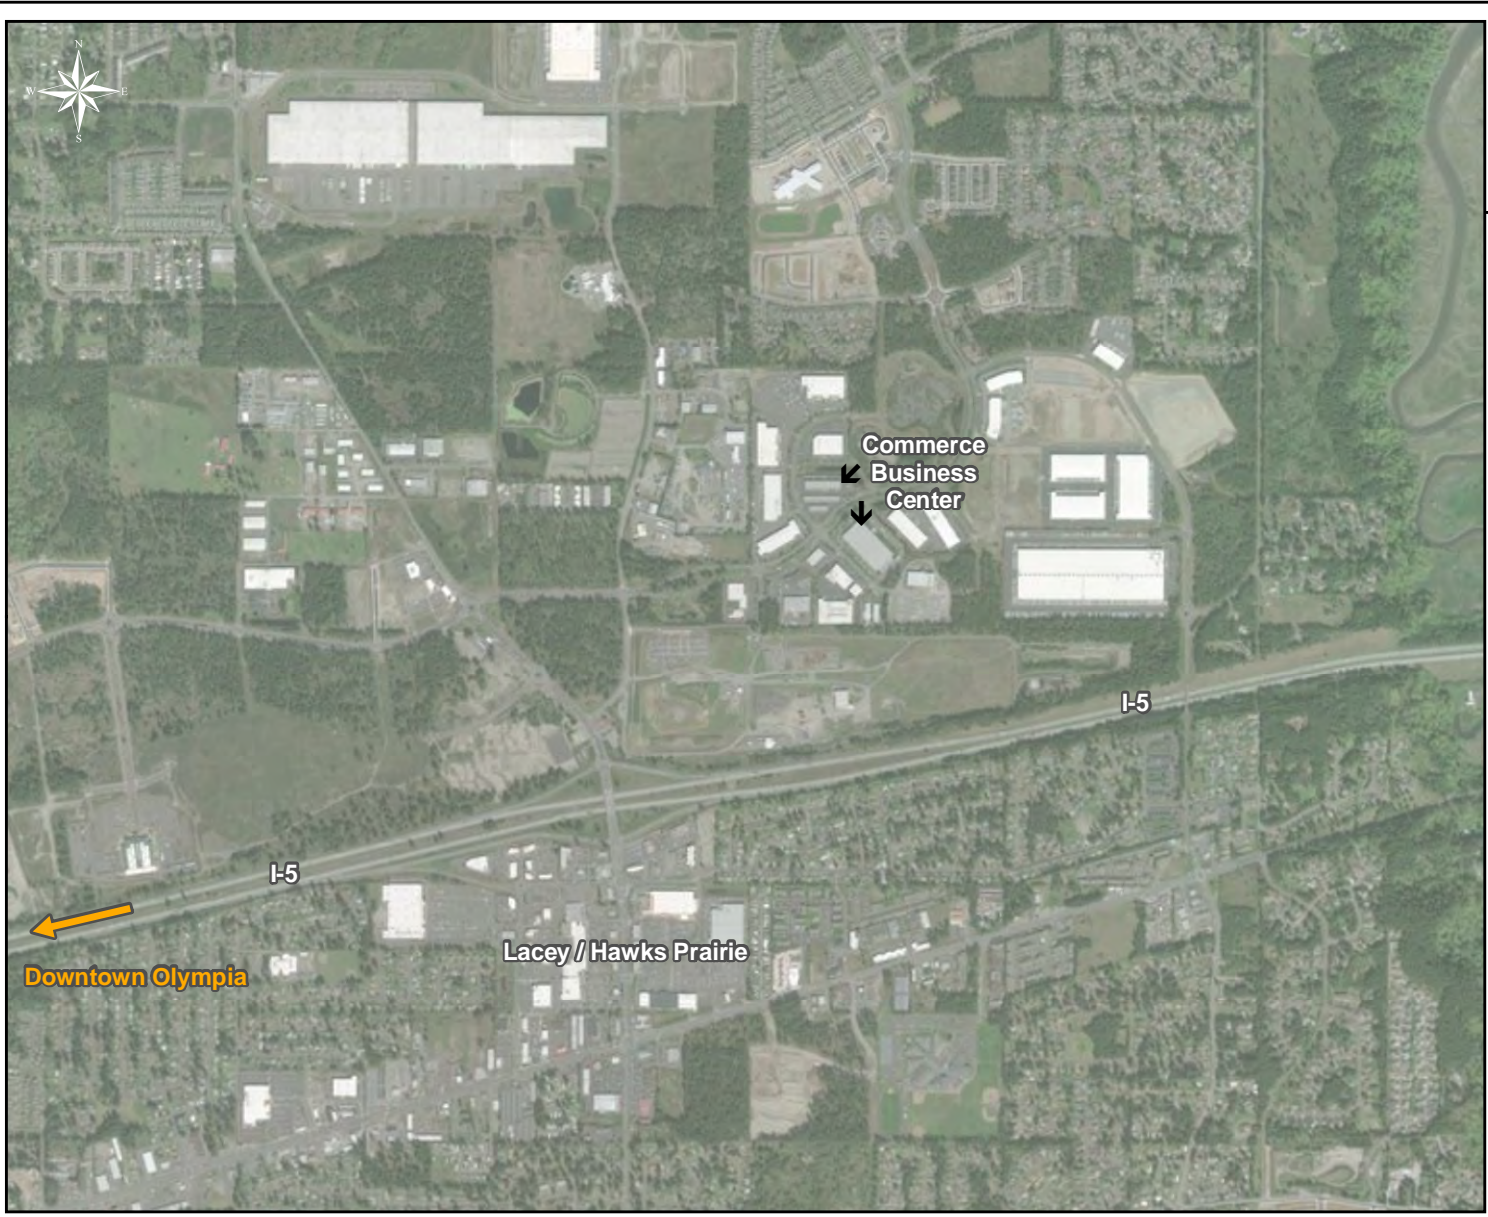 N
W E
S
Commerce
Business
Center
I-5
I-5
Lacey / Hawks Prairie
Downtown Olympia